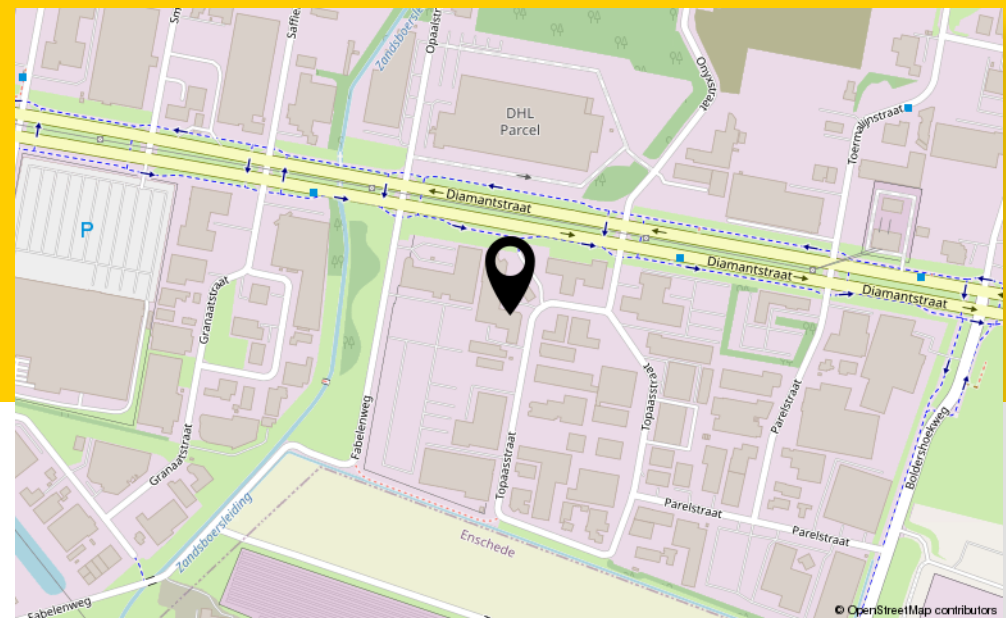 Sm
Saffie
Zandsboersle
Opaalstr
Onyxstraat
Toermalijnstraat
DHL
Parcel
Diamantstraat
Diamantstraat
Diamantstraat
P
Granaatstraat
Fabelenweg
Topaasstraat
Topaasstraat
Parelstraat
Boldershoekweg
Granaatstraat
Zandsboersleiding
Parelstraat
Parelstraat
Enschede
Fabelenweg
© OpenStreetMap contributors